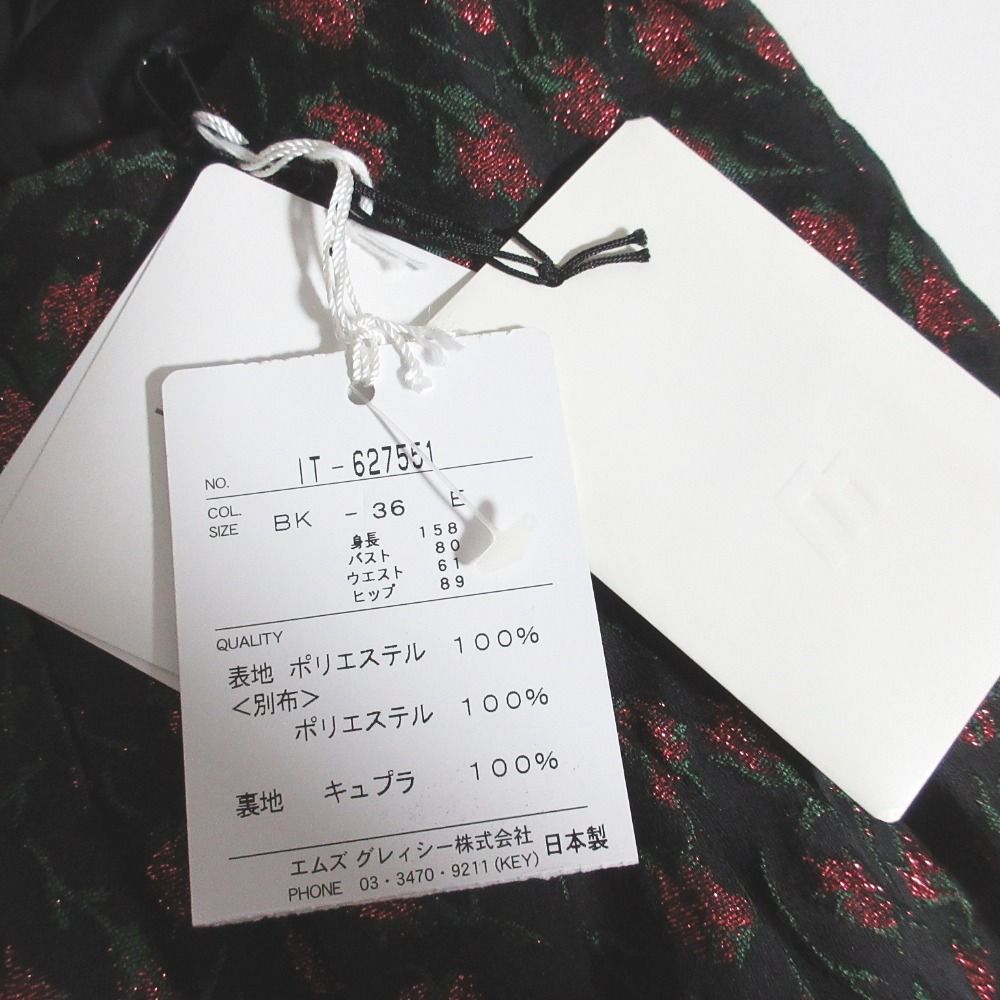 NO. IT-627551
COL. SIZE BK - 36 E
身長 158
バスト 80
ウエスト 61
ヒップ 89
QUALITY
表地 ポリエステル 100%
<別布>
ポリエステル 100%
裏地 キュプラ 100%
エムズ グレィシー株式会社 日本製
PHONE 03・3470・9211(KEY)